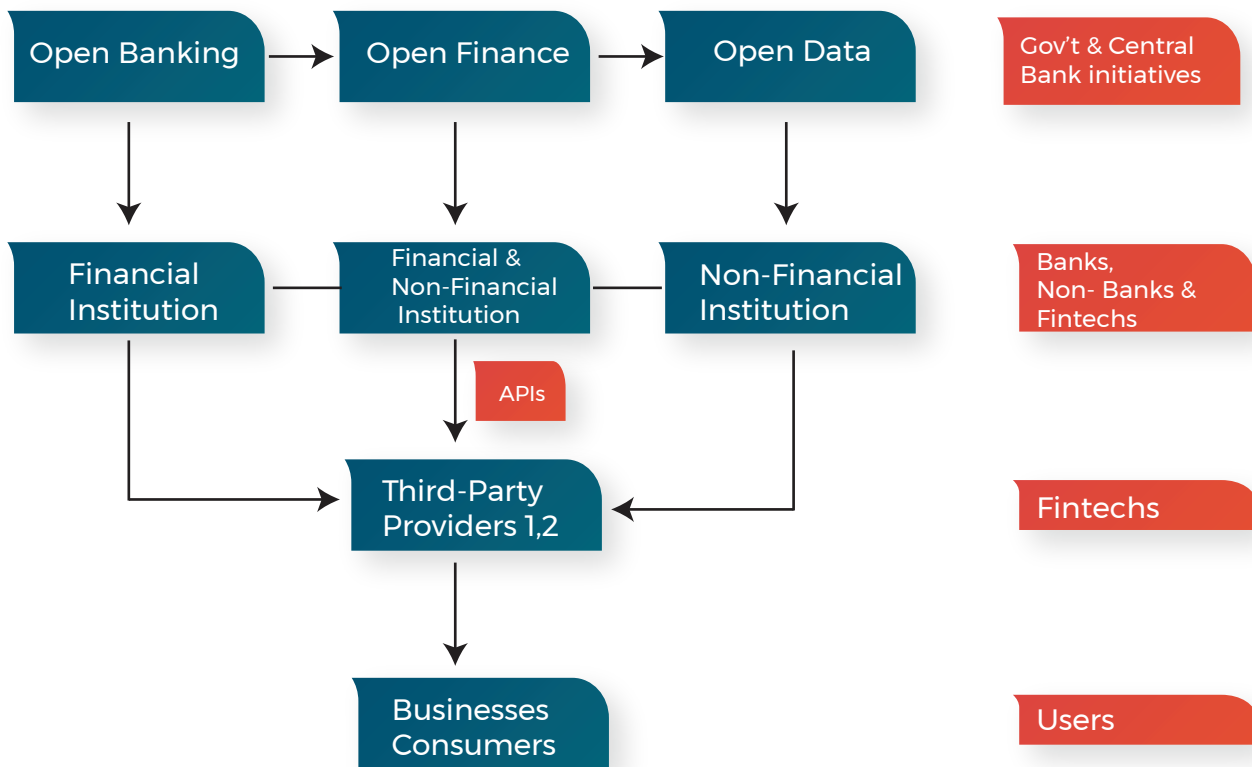 Open Banking
Open Finance
Open Data
Gov’t & Central
Bank initiatives
Financial
Institution
Financial &
Non-Financial
Institution
Non-Financial
Institution
Banks,
Non- Banks &
Fintechs
APIs
Third-Party
Providers 1,2
Fintechs
Businesses
Consumers
Users